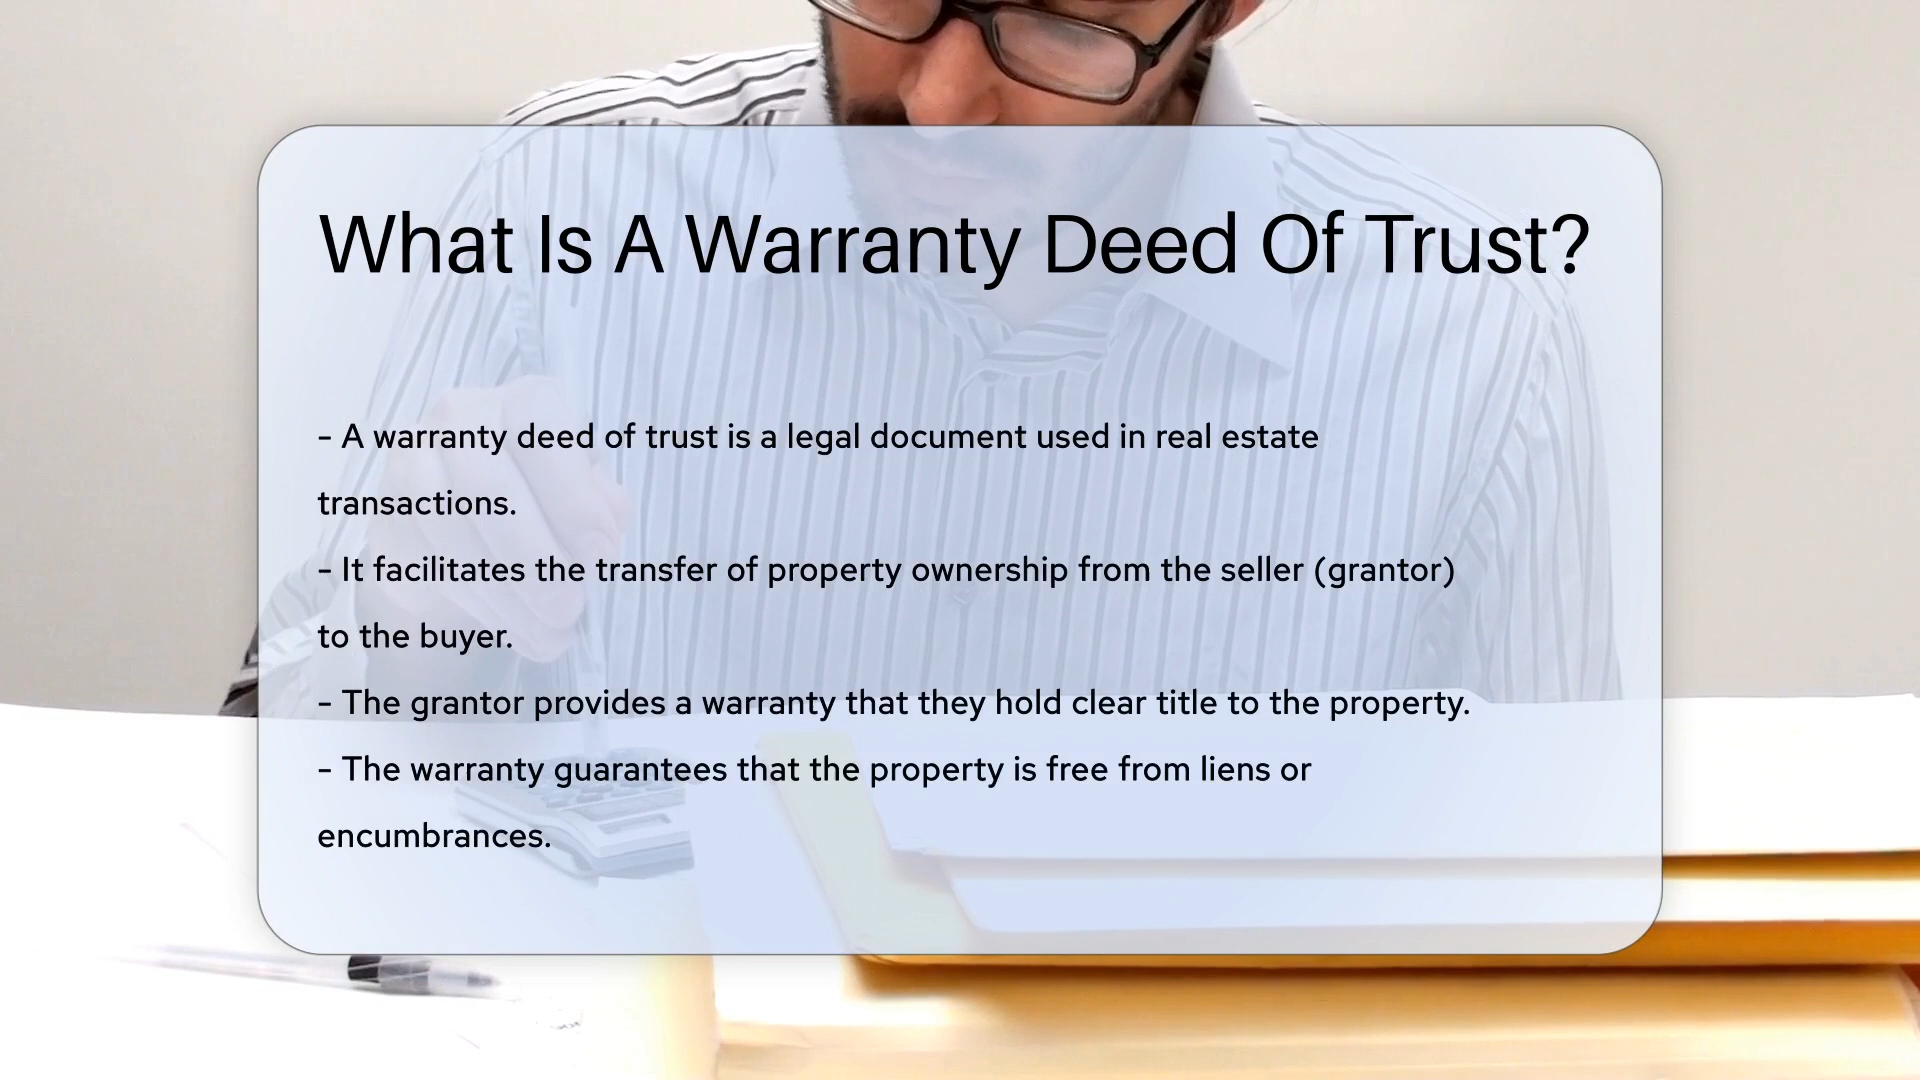 What Is A Warranty Deed Of Trust?
- A warranty deed of trust is a legal document used in real estate
transactions.
- It facilitates the transfer of property ownership from the seller (grantor)
to the buyer.
- The grantor provides a warranty that they hold clear title to the property.
- The warranty guarantees that the property is free from liens or
encumbrances.